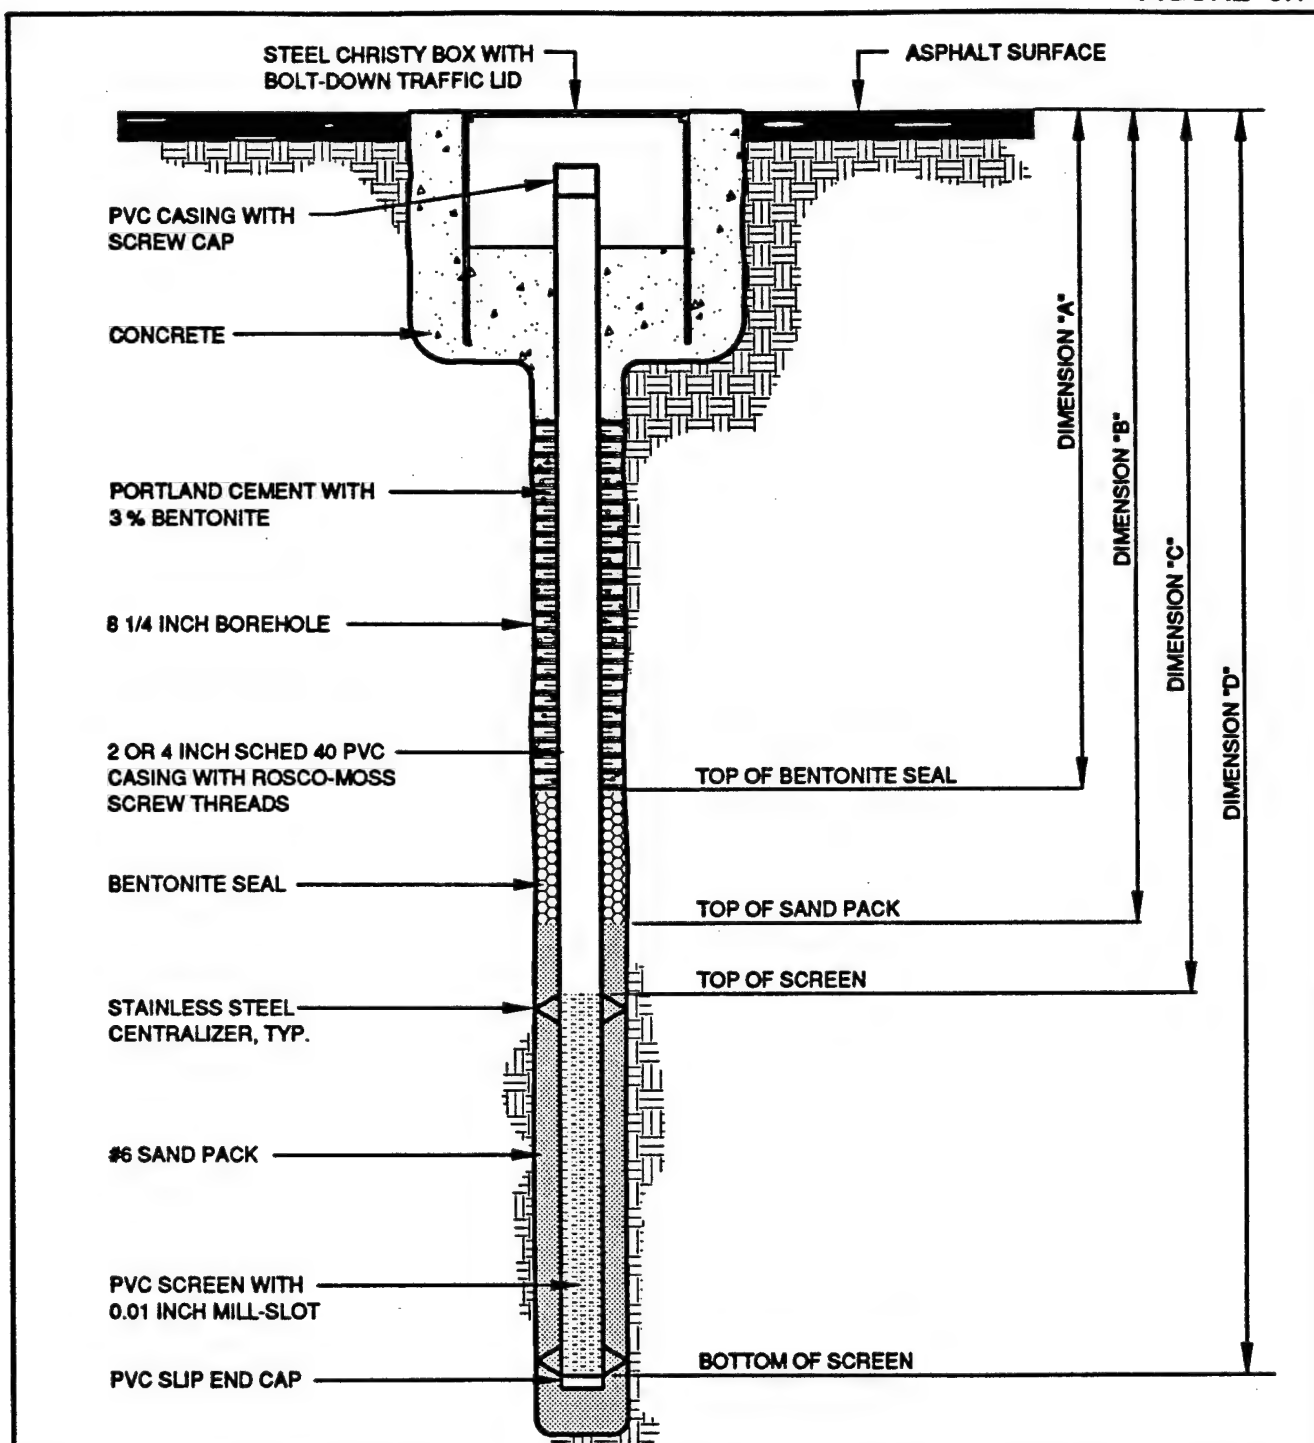 STEEL CHRISTY BOX WITH
BOLT-DOWN TRAFFIC LID
ASPHALT SURFACE
PVC CASING WITH
SCREW CAP
CONCRETE
PORTLAND CEMENT WITH
3 % BENTONITE
8 1/4 INCH BOREHOLE
2 OR 4 INCH SCHED 40 PVC
CASING WITH ROSCO-MOSS
SCREW THREADS
BENTONITE SEAL
STAINLESS STEEL
CENTRALIZER, TYP.
#6 SAND PACK
PVC SCREEN WITH
0.01 INCH MILL-SLOT
PVC SLIP END CAP
TOP OF BENTONITE SEAL
TOP OF SAND PACK
TOP OF SCREEN
BOTTOM OF SCREEN
DIMENSION "A"
DIMENSION "B"
DIMENSION "C"
DIMENSION "D"